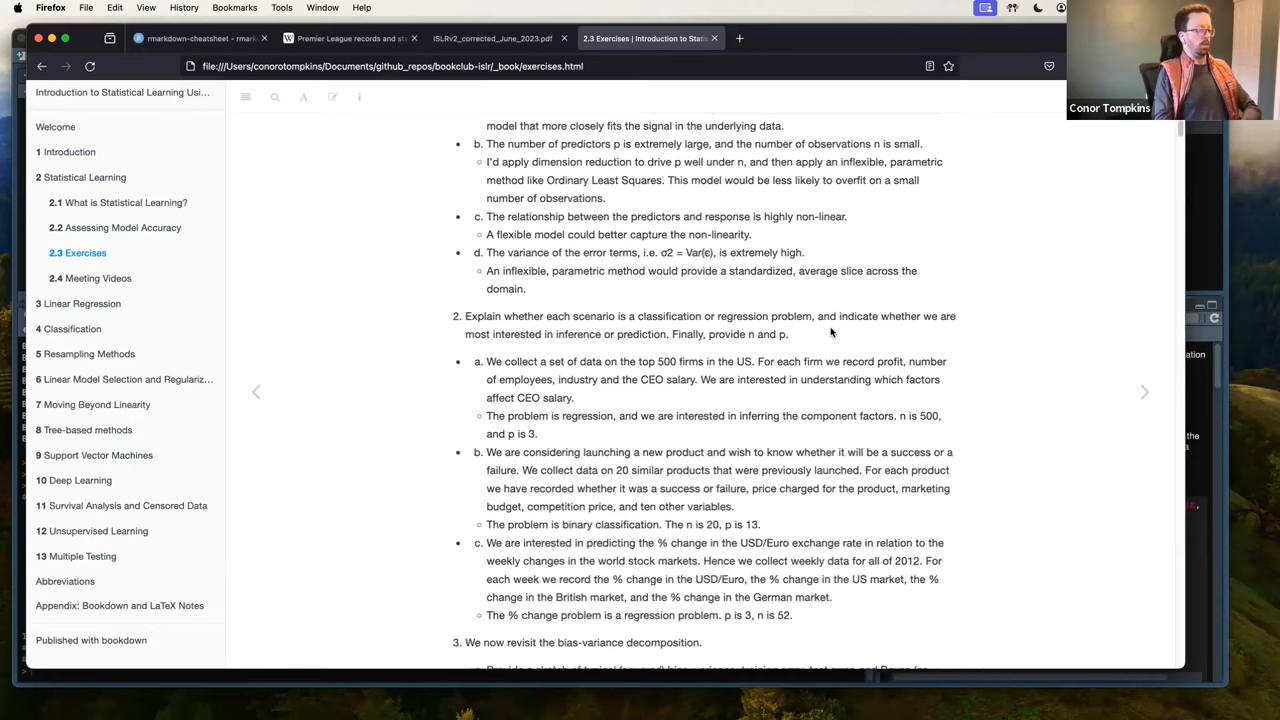 Firefox File Edit View History Bookmarks Tools Window Help
rmarkdown-cheatsheet - rmark
Premier League records and st
ISLRv2_corrected_June_2023.pdf
2.3 Exercises | Introduction to Stati
file:///Users/conorotompkins/Documents/github_repos/bookclub-islr/_book/exercises.html
Conor Tompkins
Introduction to Statistical Learning Usi...
Welcome
1 Introduction
2 Statistical Learning
2.1 What is Statistical Learning?
2.2 Assessing Model Accuracy
2.3 Exercises
2.4 Meeting Videos
3 Linear Regression
4 Classification
5 Resampling Methods
6 Linear Model Selection and Regulariz...
7 Moving Beyond Linearity
8 Tree-based methods
9 Support Vector Machines
10 Deep Learning
11 Survival Analysis and Censored Data
12 Unsupervised Learning
13 Multiple Testing
Abbreviations
Appendix: Bookdown and LaTeX Notes
Published with bookdown
model that more closely fits the signal in the underlying data.
b. The number of predictors p is extremely large, and the number of observations n is small.
I'd apply dimension reduction to drive p well under n, and then apply an inflexible, parametric
method like Ordinary Least Squares. This model would be less likely to overfit on a small
number of observations.
c. The relationship between the predictors and response is highly non-linear.
A flexible model could better capture the non-linearity.
d. The variance of the error terms, i.e. σ2 = Var(ϵ), is extremely high.
An inflexible, parametric method would provide a standardized, average slice across the
domain.
2. Explain whether each scenario is a classification or regression problem, and indicate whether we are
most interested in inference or prediction. Finally, provide n and p.
a. We collect a set of data on the top 500 firms in the US. For each firm we record profit, number
of employees, industry and the CEO salary. We are interested in understanding which factors
affect CEO salary.
The problem is regression, and we are interested in inferring the component factors. n is 500,
and p is 3.
b. We are considering launching a new product and wish to know whether it will be a success or a
failure. We collect data on 20 similar products that were previously launched. For each product
we have recorded whether it was a success or failure, price charged for the product, marketing
budget, competition price, and ten other variables.
The problem is binary classification. The n is 20, p is 13.
c. We are interested in predicting the % change in the USD/Euro exchange rate in relation to the
weekly changes in the world stock markets. Hence we collect weekly data for all of 2012. For
each week we record the % change in the USD/Euro, the % change in the US market, the %
change in the British market, and the % change in the German market.
The % change problem is a regression problem. p is 3, n is 52.
3. We now revisit the bias-variance decomposition.